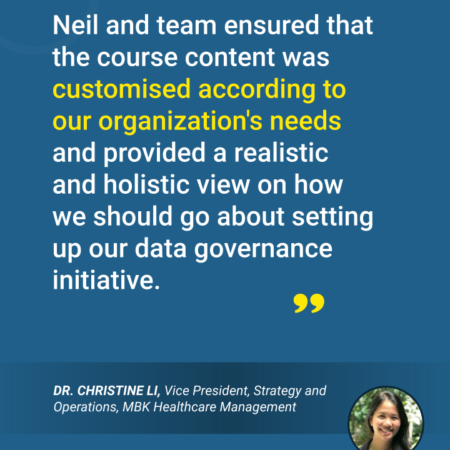 Neil and team ensured that
the course content was
customised according to
our organization's needs
and provided a realistic
and holistic view on how
we should go about setting
up our data governance
initiative.
”
DR. CHRISTINE LI, Vice President, Strategy and
Operations, MBK Healthcare Management